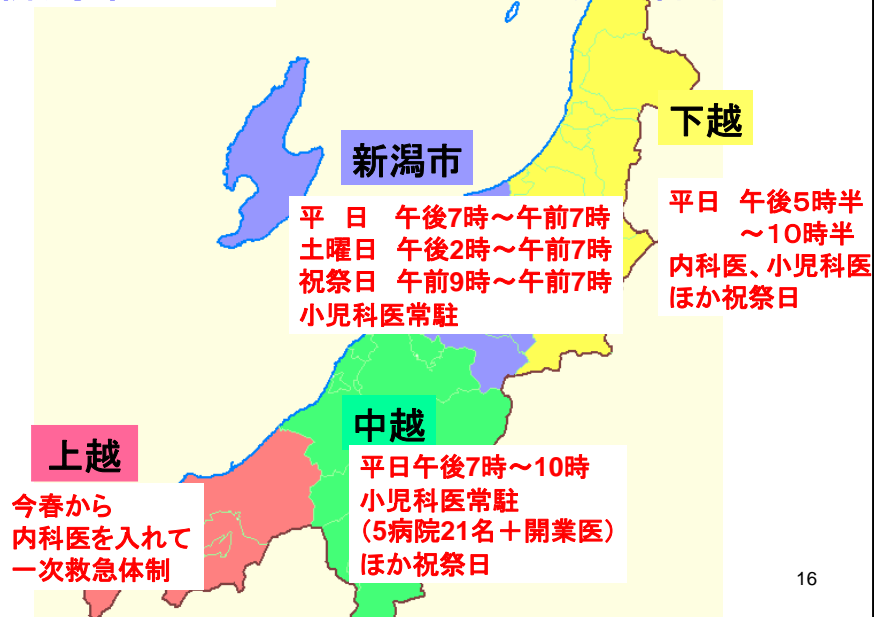 下越
平日　午後5時半
～10時半
内科医、小児科医
ほか祝祭日
新潟市
平　日　午後7時～午前7時
土曜日　午後2時～午前7時
祝祭日　午前9時～午前7時
小児科医常駐
中越
平日午後7時～10時
小児科医常駐
（5病院21名＋開業医）
ほか祝祭日
上越
今春から
内科医を入れて
一次救急体制
16